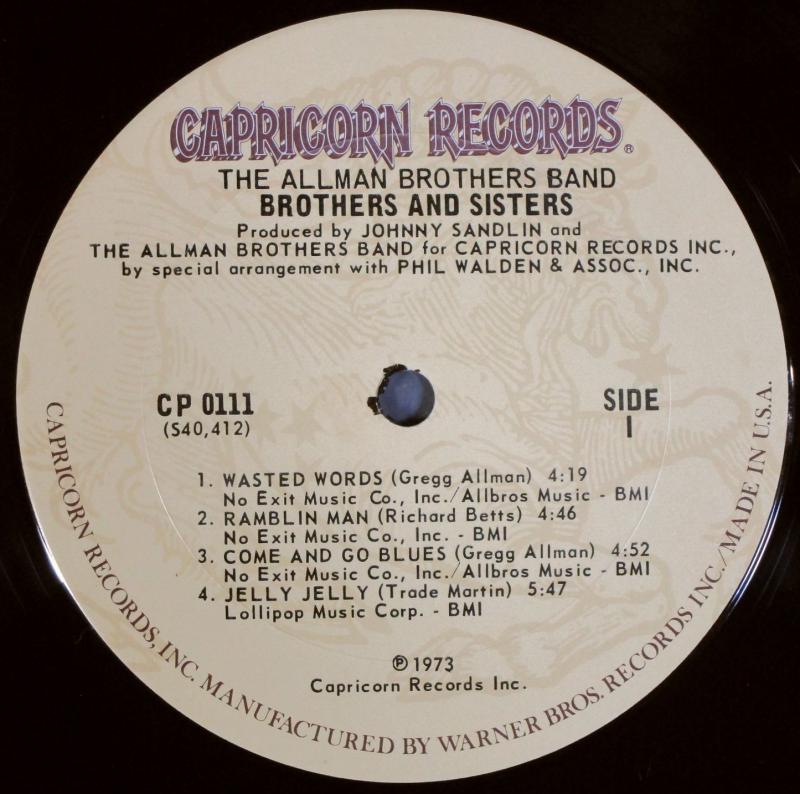 CAPRICORN RECORDS®
THE ALLMAN BROTHERS BAND
BROTHERS AND SISTERS
Produced by JOHNNY SANDLIN and
THE ALLMAN BROTHERS BAND for CAPRICORN RECORDS INC.,
by special arrangement with PHIL WALDEN & ASSOC., INC.
CP 0111
(S40,412)
SIDE
1
1. WASTED WORDS (Gregg Allman) 4:19
No Exit Music Co., Inc./Allbros Music - BMI
2. RAMBLIN MAN (Richard Betts) 4:46
No Exit Music Co., Inc. - BMI
3. COME AND GO BLUES (Gregg Allman) 4:52
No Exit Music Co., Inc./Allbros Music - BMI
4. JELLY JELLY (Trade Martin) 5:47
Lollipop Music Corp. - BMI
℗ 1973
Capricorn Records Inc.
CAPRICORN RECORDS, INC. MANUFACTURED BY WARNER BROS. RECORDS INC./MADE IN U.S.A.